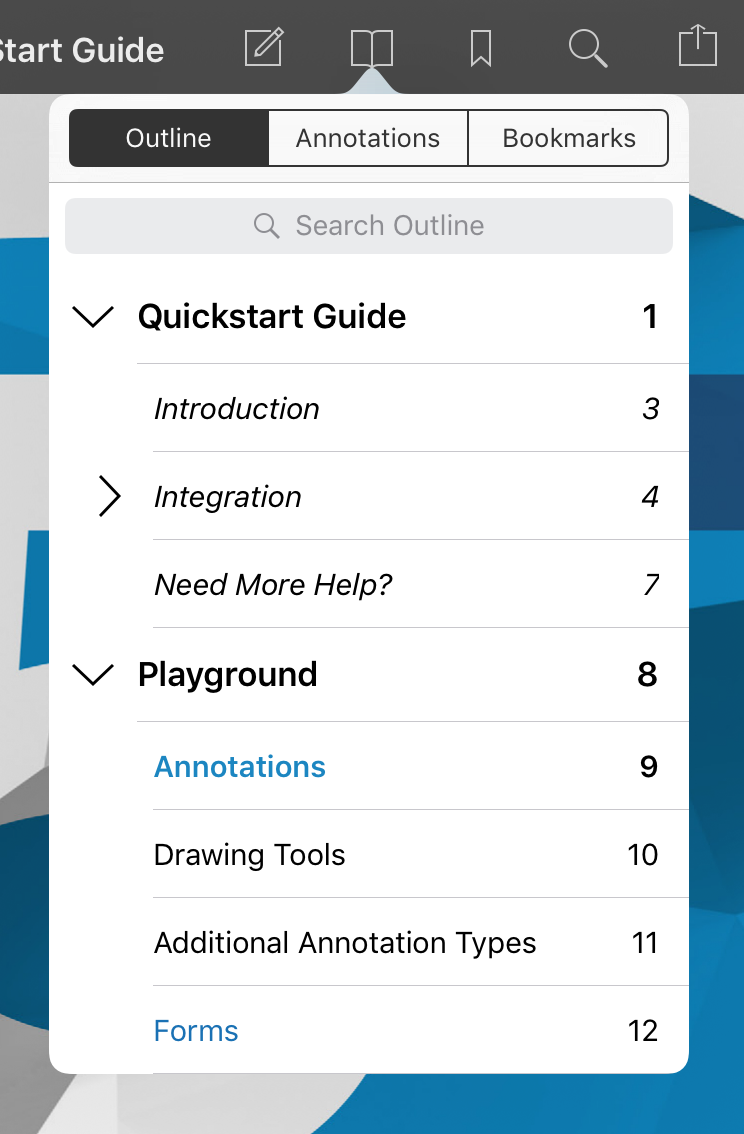 Start Guide
Outline Annotations Bookmarks
Search Outline
Quickstart Guide 1
Introduction 3
Integration 4
Need More Help? 7
Playground 8
Annotations 9
Drawing Tools 10
Additional Annotation Types 11
Forms 12